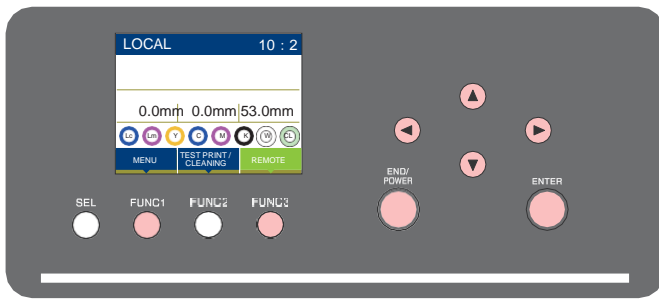 LOCAL 10 : 2
0.0mm 0.0mm 53.0mm
Lc Lm Y C M K W CL
MENU TEST PRINT / CLEANING REMOTE
END/
POWER
ENTER
SEL FUNC1 FUNC2 FUNC3